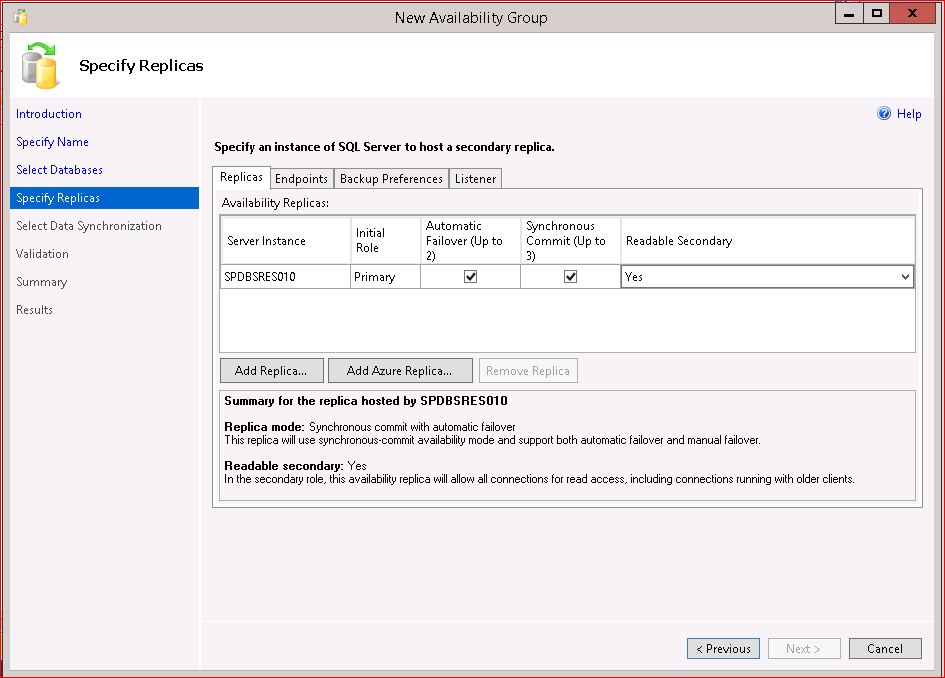 New Availability Group
Specify Replicas
Introduction
Specify Name
Select Databases
Specify Replicas
Select Data Synchronization
Validation
Summary
Results
Help
Specify an instance of SQL Server to host a secondary replica.
Replicas Endpoints Backup Preferences Listener
Availability Replicas:
Server Instance
Initial
Role
Automatic
Failover (Up to
2)
Synchronous
Commit (Up to
3)
Readable Secondary
SPDBSRES010 Primary Yes
Add Replica... Add Azure Replica... Remove Replica
Summary for the replica hosted by SPDBSRES010
Replica mode: Synchronous commit with automatic failover
This replica will use synchronous-commit availability mode and support both automatic failover and manual failover.
Readable secondary: Yes
In the secondary role, this availability replica will allow all connections for read access, including connections running with older clients.
< Previous Next > Cancel